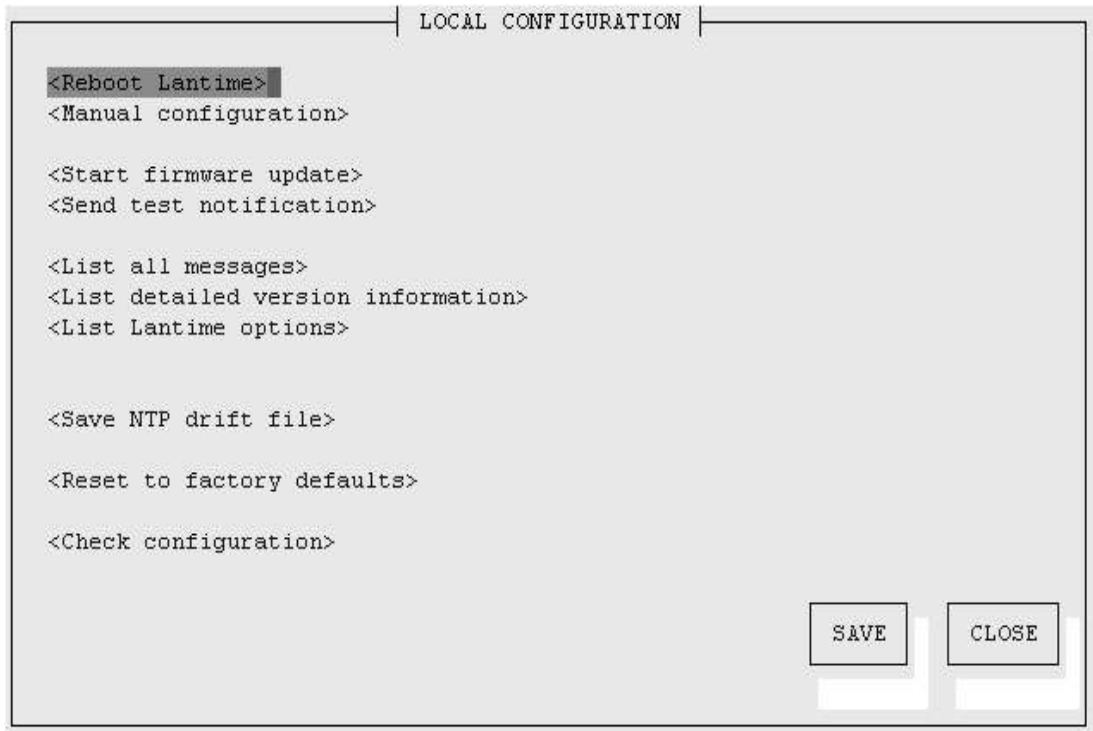 LOCAL CONFIGURATION
<Reboot Lantime>
<Manual configuration>
<Start firmware update>
<Send test notification>
<List all messages>
<List detailed version information>
<List Lantime options>
<Save NTP drift file>
<Reset to factory defaults>
<Check configuration>
SAVE CLOSE